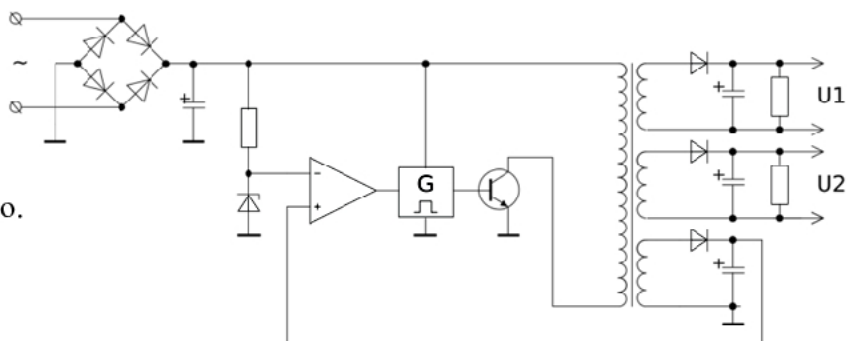 ~
U1
+
+
G
-
+
+
U2
o.
+